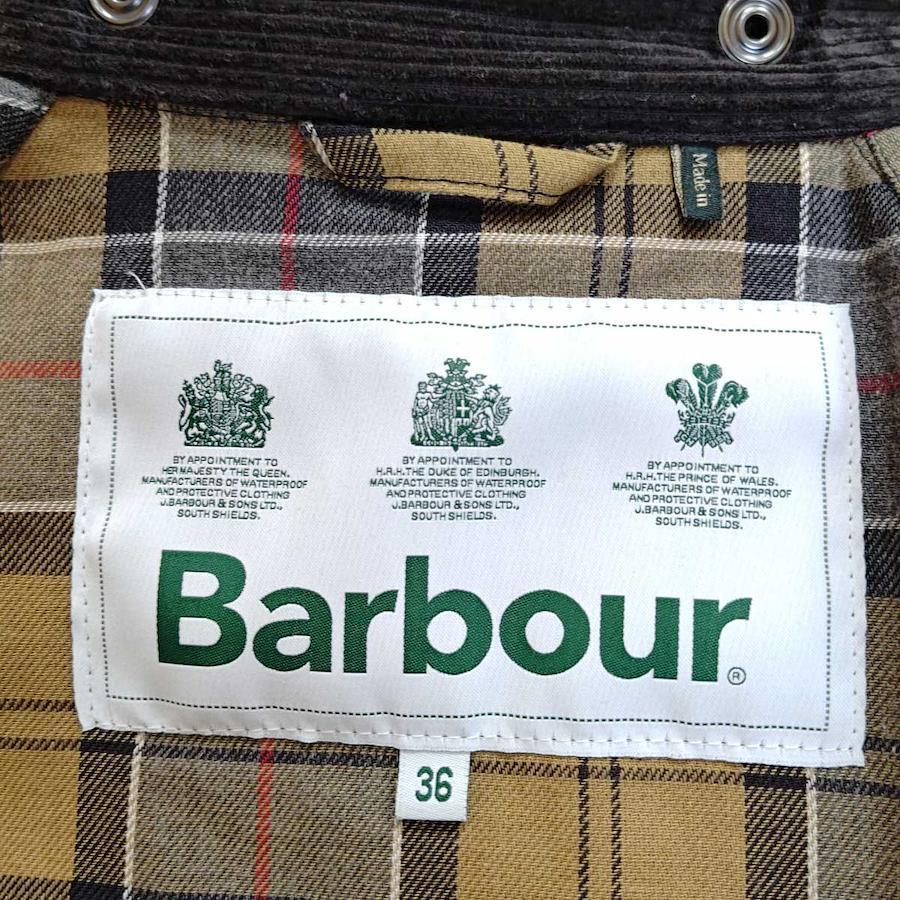 Made in
BY APPOINTMENT TO
HER MAJESTY THE QUEEN.
MANUFACTURERS OF WATERPROOF
AND PROTECTIVE CLOTHING
J.BARBOUR & SONS LTD.,
SOUTH SHIELDS.
BY APPOINTMENT TO
H.R.H. THE DUKE OF EDINBURGH.
MANUFACTURERS OF WATERPROOF
AND PROTECTIVE CLOTHING
J.BARBOUR & SONS LTD.,
SOUTH SHIELDS.
BY APPOINTMENT TO
H.R.H. THE PRINCE OF WALES.
MANUFACTURERS OF WATERPROOF
AND PROTECTIVE CLOTHING
J.BARBOUR & SONS LTD.,
SOUTH SHIELDS.
Barbour®
36